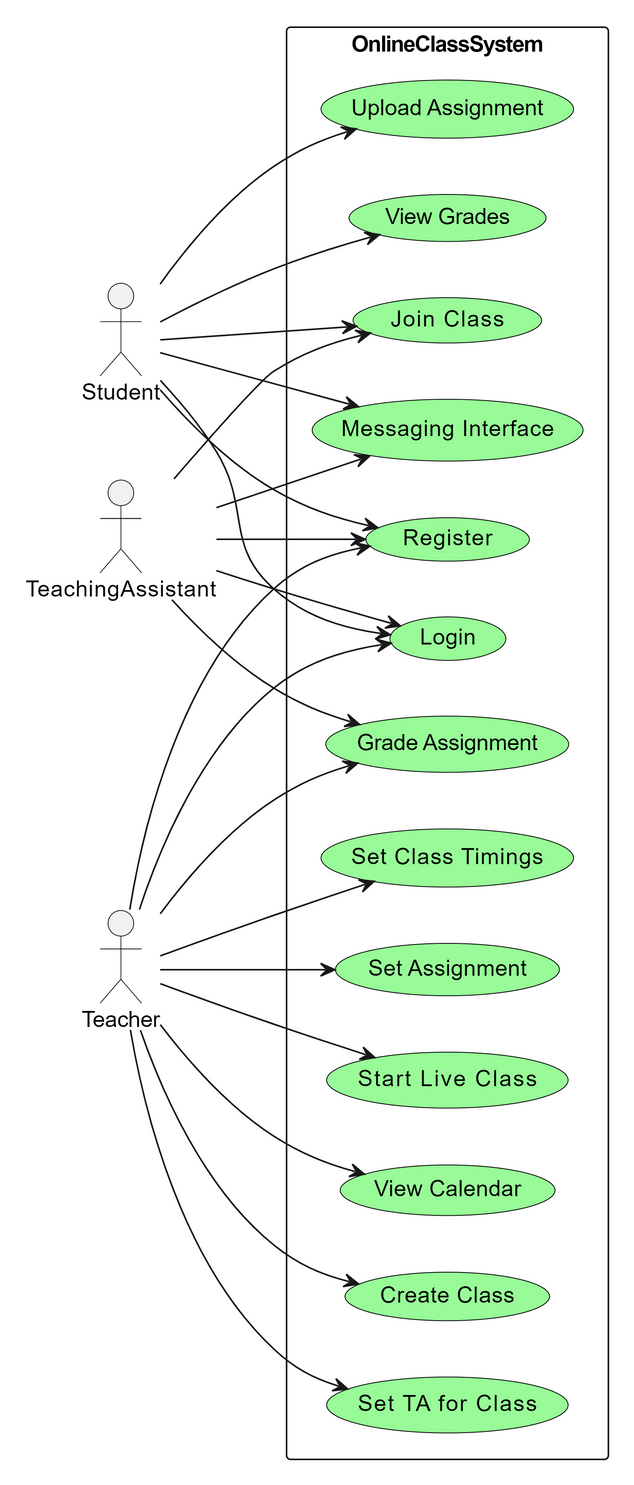 OnlineClassSystem
Upload Assignment
View Grades
Join Class
Student
Messaging Interface
Register
TeachingAssistant
Login
Grade Assignment
Set Class Timings
Set Assignment
Teacher
Start Live Class
View Calendar
Create Class
Set TA for Class